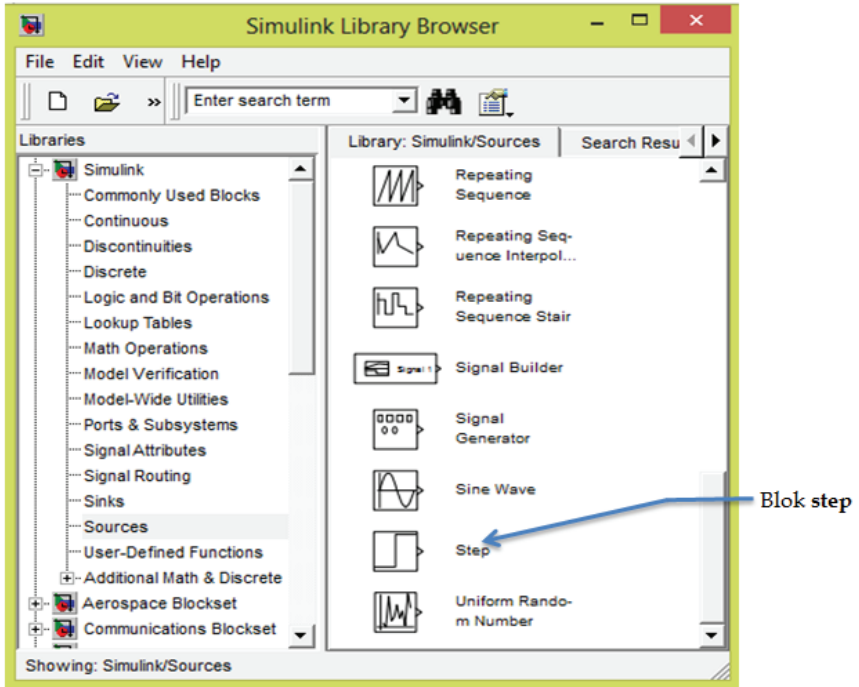 Simulink Library Browser
File Edit View Help
» Enter search term
Libraries
Simulink
Commonly Used Blocks
Continuous
Discontinuities
Discrete
Logic and Bit Operations
Lookup Tables
Math Operations
Model Verification
Model-Wide Utilities
Ports & Subsystems
Signal Attributes
Signal Routing
Sinks
Sources
User-Defined Functions
Additional Math & Discrete
Aerospace Blockset
Communications Blockset
Library: Simulink/Sources Search Resu
Repeating
Sequence
Repeating Seq-
uence Interpol...
Repeating
Sequence Stair
Signal 1
Signal Builder
Signal
Generator
Sine Wave
Step
Uniform Rando-
m Number
Blok step
Showing: Simulink/Sources